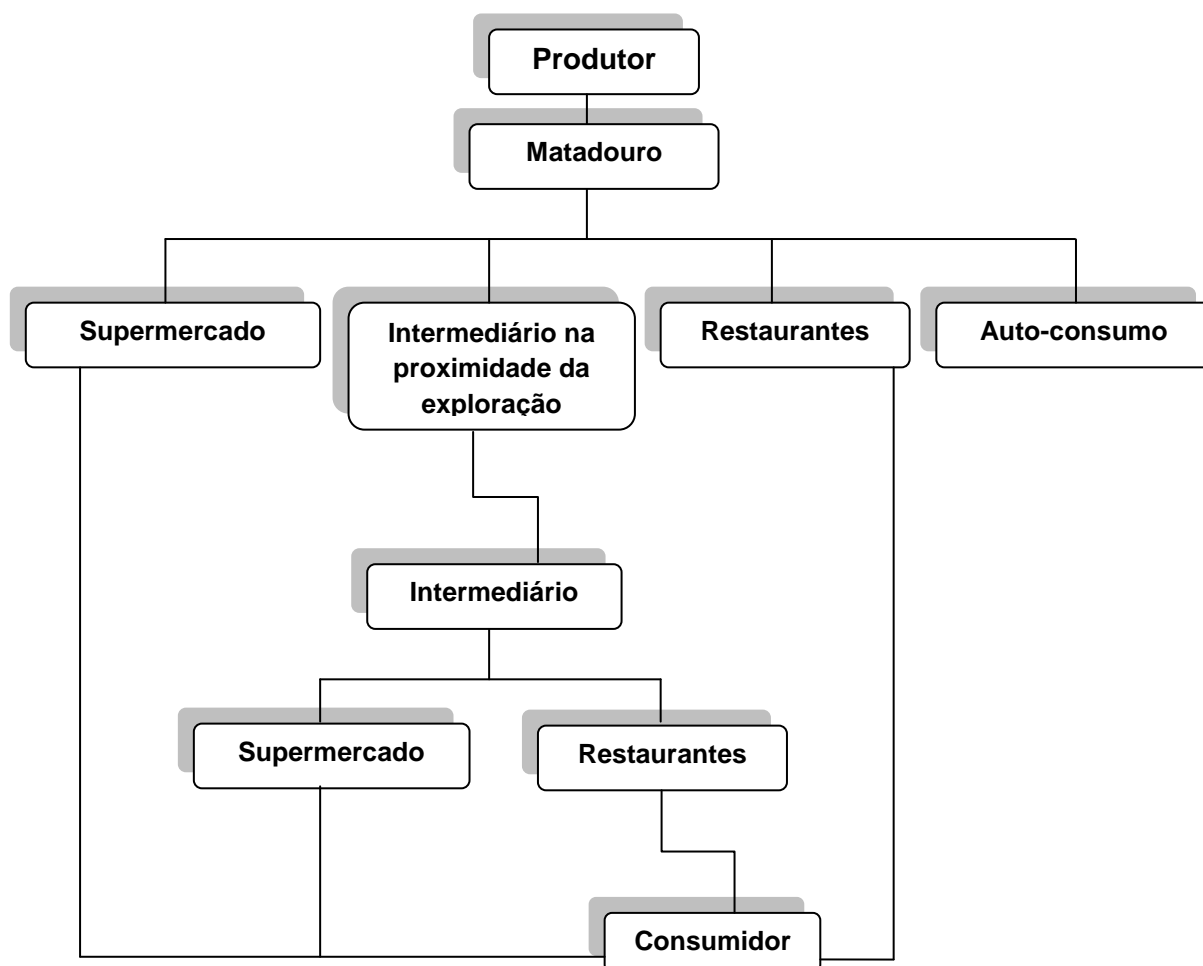 Produtor
Matadouro
Supermercado
Intermediário na
proximidade da
exploração
Restaurantes
Auto-consumo
Intermediário
Supermercado
Restaurantes
Consumidor